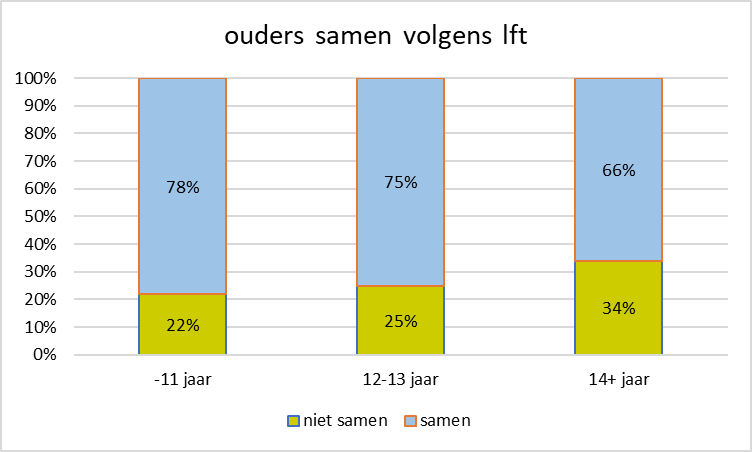 ouders samen volgens lft
100%
90%
80%
70%
60%
50%
40%
30%
20%
10%
0%
78%
75%
66%
22%
25%
34%
-11 jaar
12-13 jaar
14+ jaar
niet samen
samen